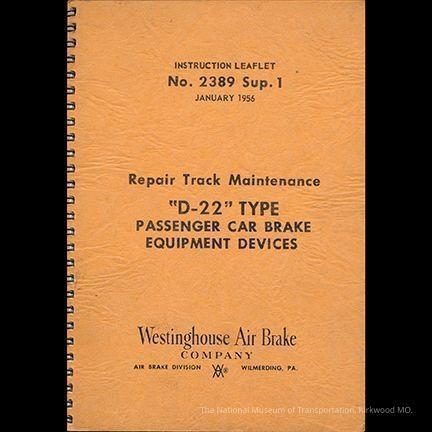 INSTRUCTION LEAFLET
No. 2389 Sup. 1
JANUARY 1956
Repair Track Maintenance
"D-22" TYPE
PASSENGER CAR BRAKE
EQUIPMENT DEVICES
Westinghouse Air Brake
COMPANY
AIR BRAKE DIVISION WA® WILMERDING, PA.
The National Museum of Transportation, Kirkwood MO.